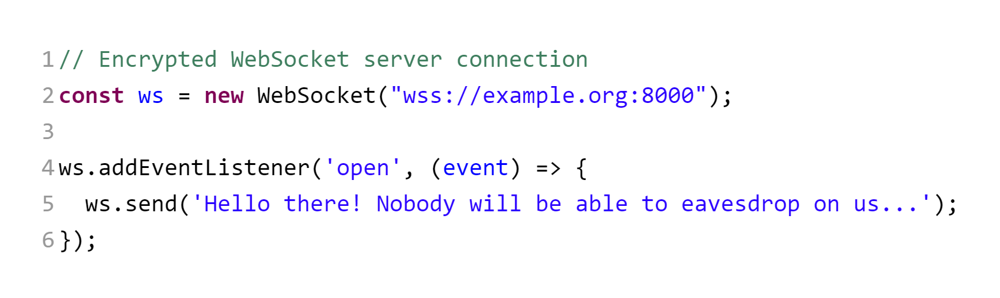 1// Encrypted WebSocket server connection
2const ws = new WebSocket("wss://example.org:8000");
3
4ws.addEventListener('open', (event) => {
5  ws.send('Hello there! Nobody will be able to eavesdrop on us...');
6});